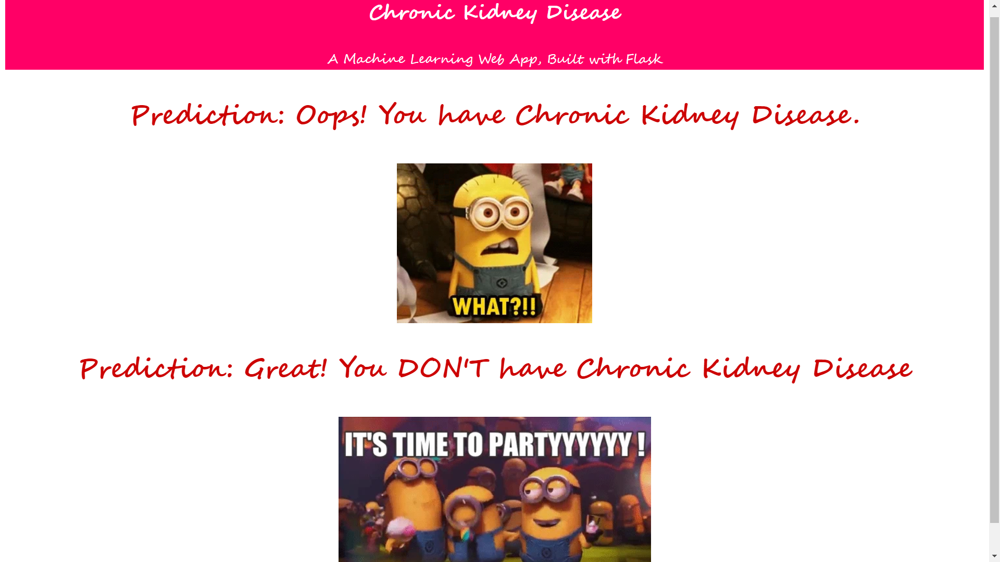 Chronic Kidney Disease
A Machine Learning Web App, Built with Flask
Prediction: Oops! You have Chronic Kidney Disease.
WHAT?!!
Prediction: Great! You DON'T have Chronic Kidney Disease
IT'S TIME TO PARTYYYYYY !